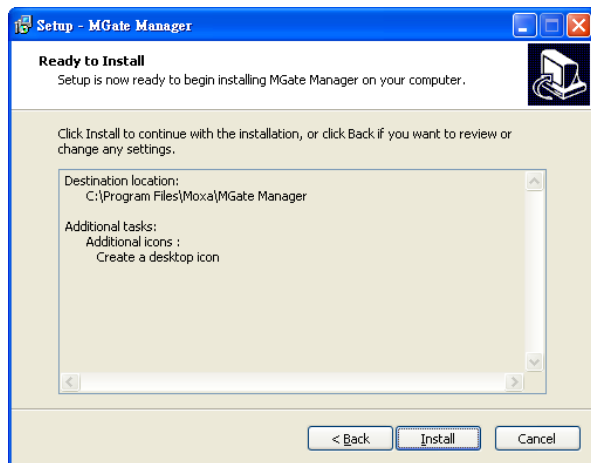 Setup - MGate Manager
Ready to Install
Setup is now ready to begin installing MGate Manager on your computer.
Click Install to continue with the installation, or click Back if you want to review or
change any settings.
Destination location:
C:\Program Files\Moxa\MGate Manager
Additional tasks:
Additional icons :
Create a desktop icon
< Back
Install
Cancel